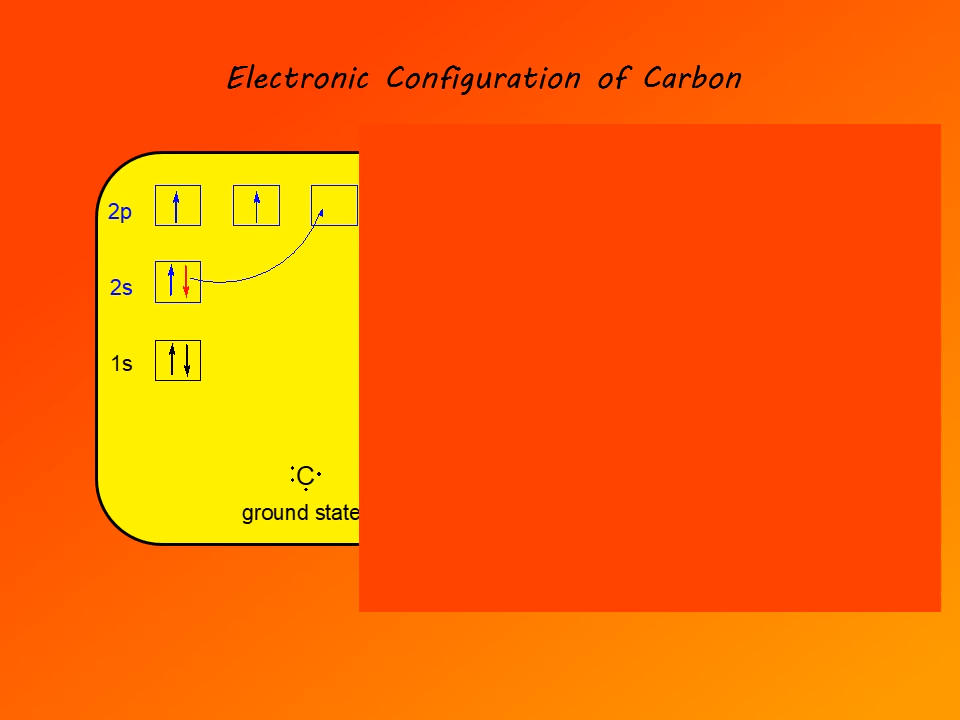 Electronic Configuration of Carbon
2p
2s
1s
:C·
ground state